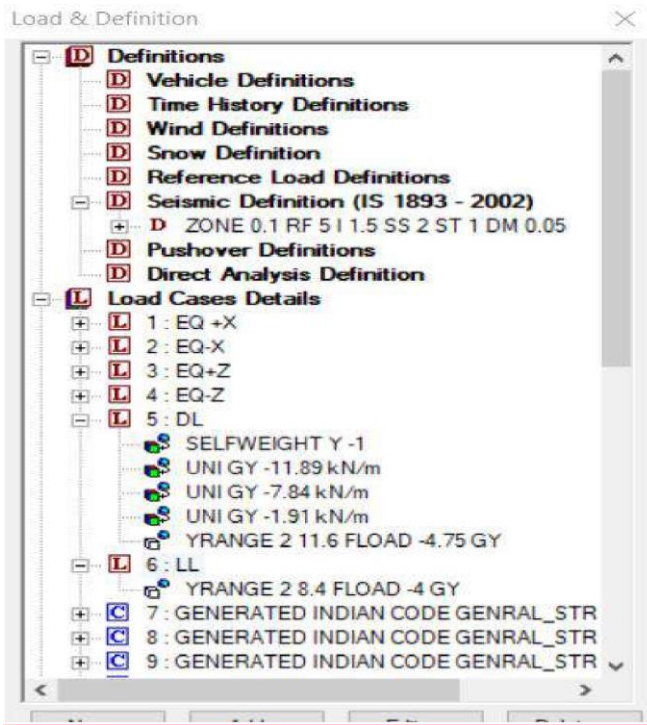 Load & Definition
D Definitions
D Vehicle Definitions
D Time History Definitions
D Wind Definitions
D Snow Definition
D Reference Load Definitions
D Seismic Definition (IS 1893 - 2002)
D ZONE 0.1 RF 5 I 1.5 SS 2 ST 1 DM 0.05
D Pushover Definitions
D Direct Analysis Definition
L Load Cases Details
L 1 : EQ +X
L 2 : EQ-X
L 3 : EQ+Z
L 4 : EQ-Z
L 5 : DL
SELFWEIGHT Y -1
UNI GY -11.89 kN/m
UNI GY -7.84 kN/m
UNI GY -1.91 kN/m
YRANGE 2 11.6 FLOAD -4.75 GY
L 6 : LL
YRANGE 2 8.4 FLOAD -4 GY
C 7 : GENERATED INDIAN CODE GENRAL_STR
C 8 : GENERATED INDIAN CODE GENRAL_STR
C 9 : GENERATED INDIAN CODE GENRAL_STR